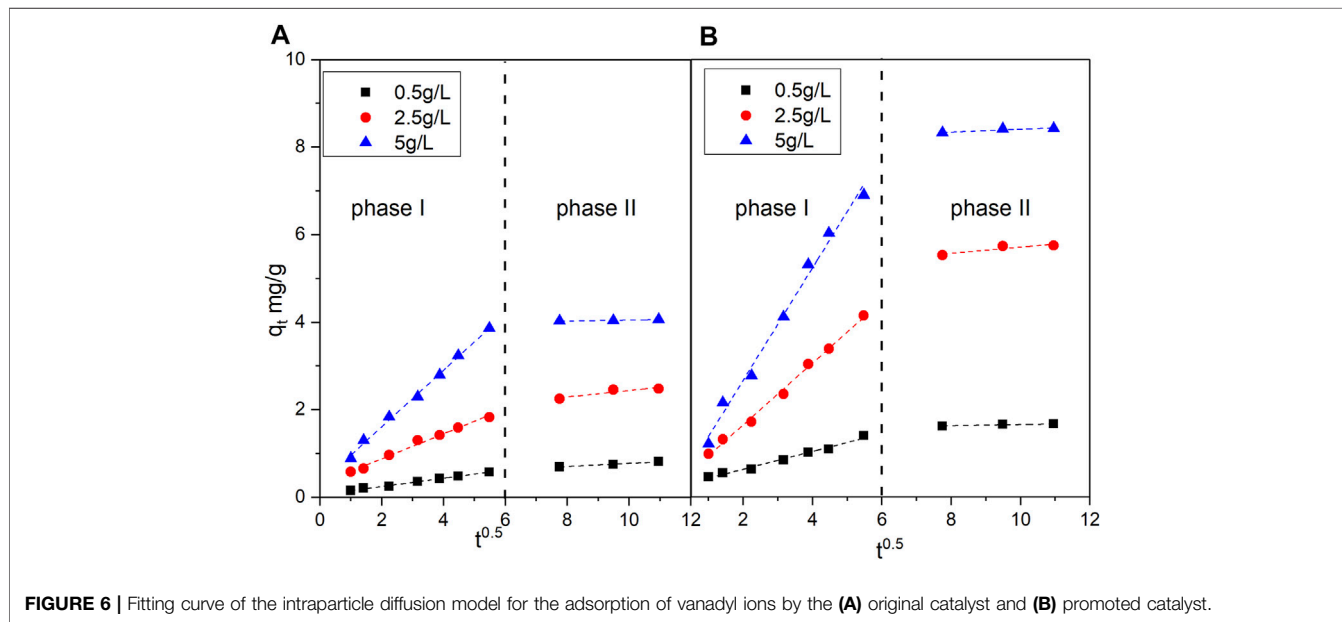 A
B
10
8
6
4
2
0
qt mg/g
0.5g/L
2.5g/L
5g/L
0.5g/L
2.5g/L
5g/L
phase I
phase II
phase I
phase II
0 2 4 6 8 10 12 2 4 6 8 10 12
t^0.5
t^0.5
FIGURE 6 | Fitting curve of the intraparticle diffusion model for the adsorption of vanadyl ions by the (A) original catalyst and (B) promoted catalyst.